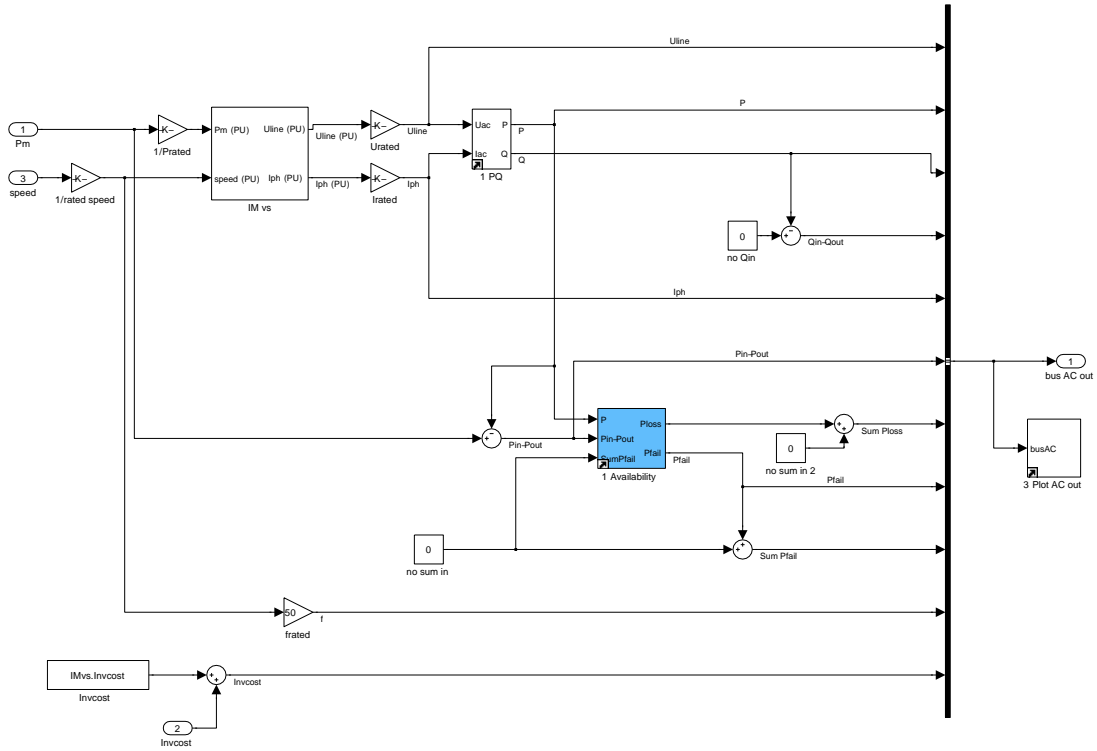 Uline
P
1
Pm
-K-
1/Prated
Pm (PU)
Uline (PU)
speed (PU)
Iph (PU)
IM vs
Uline (PU)
-K-
Urated
Uline
Uac
P
Iac
Q
1 PQ
P
Q
3
speed
-K-
1/rated speed
Iph (PU)
-K-
Irated
Iph
0
no Qin
+
−
Qin-Qout
Iph
Pin-Pout
1
bus AC out
+
−
Pin-Pout
P
Ploss
Pin-Pout
Pfail
SumPfail
1 Availability
Pfail
0
no sum in 2
+
+
Sum Ploss
busAC
3 Plot AC out
Pfail
0
no sum in
+
+
Sum Pfail
50
frated
f
IMvs.Invcost
Invcost
+
+
Invcost
2
Invcost